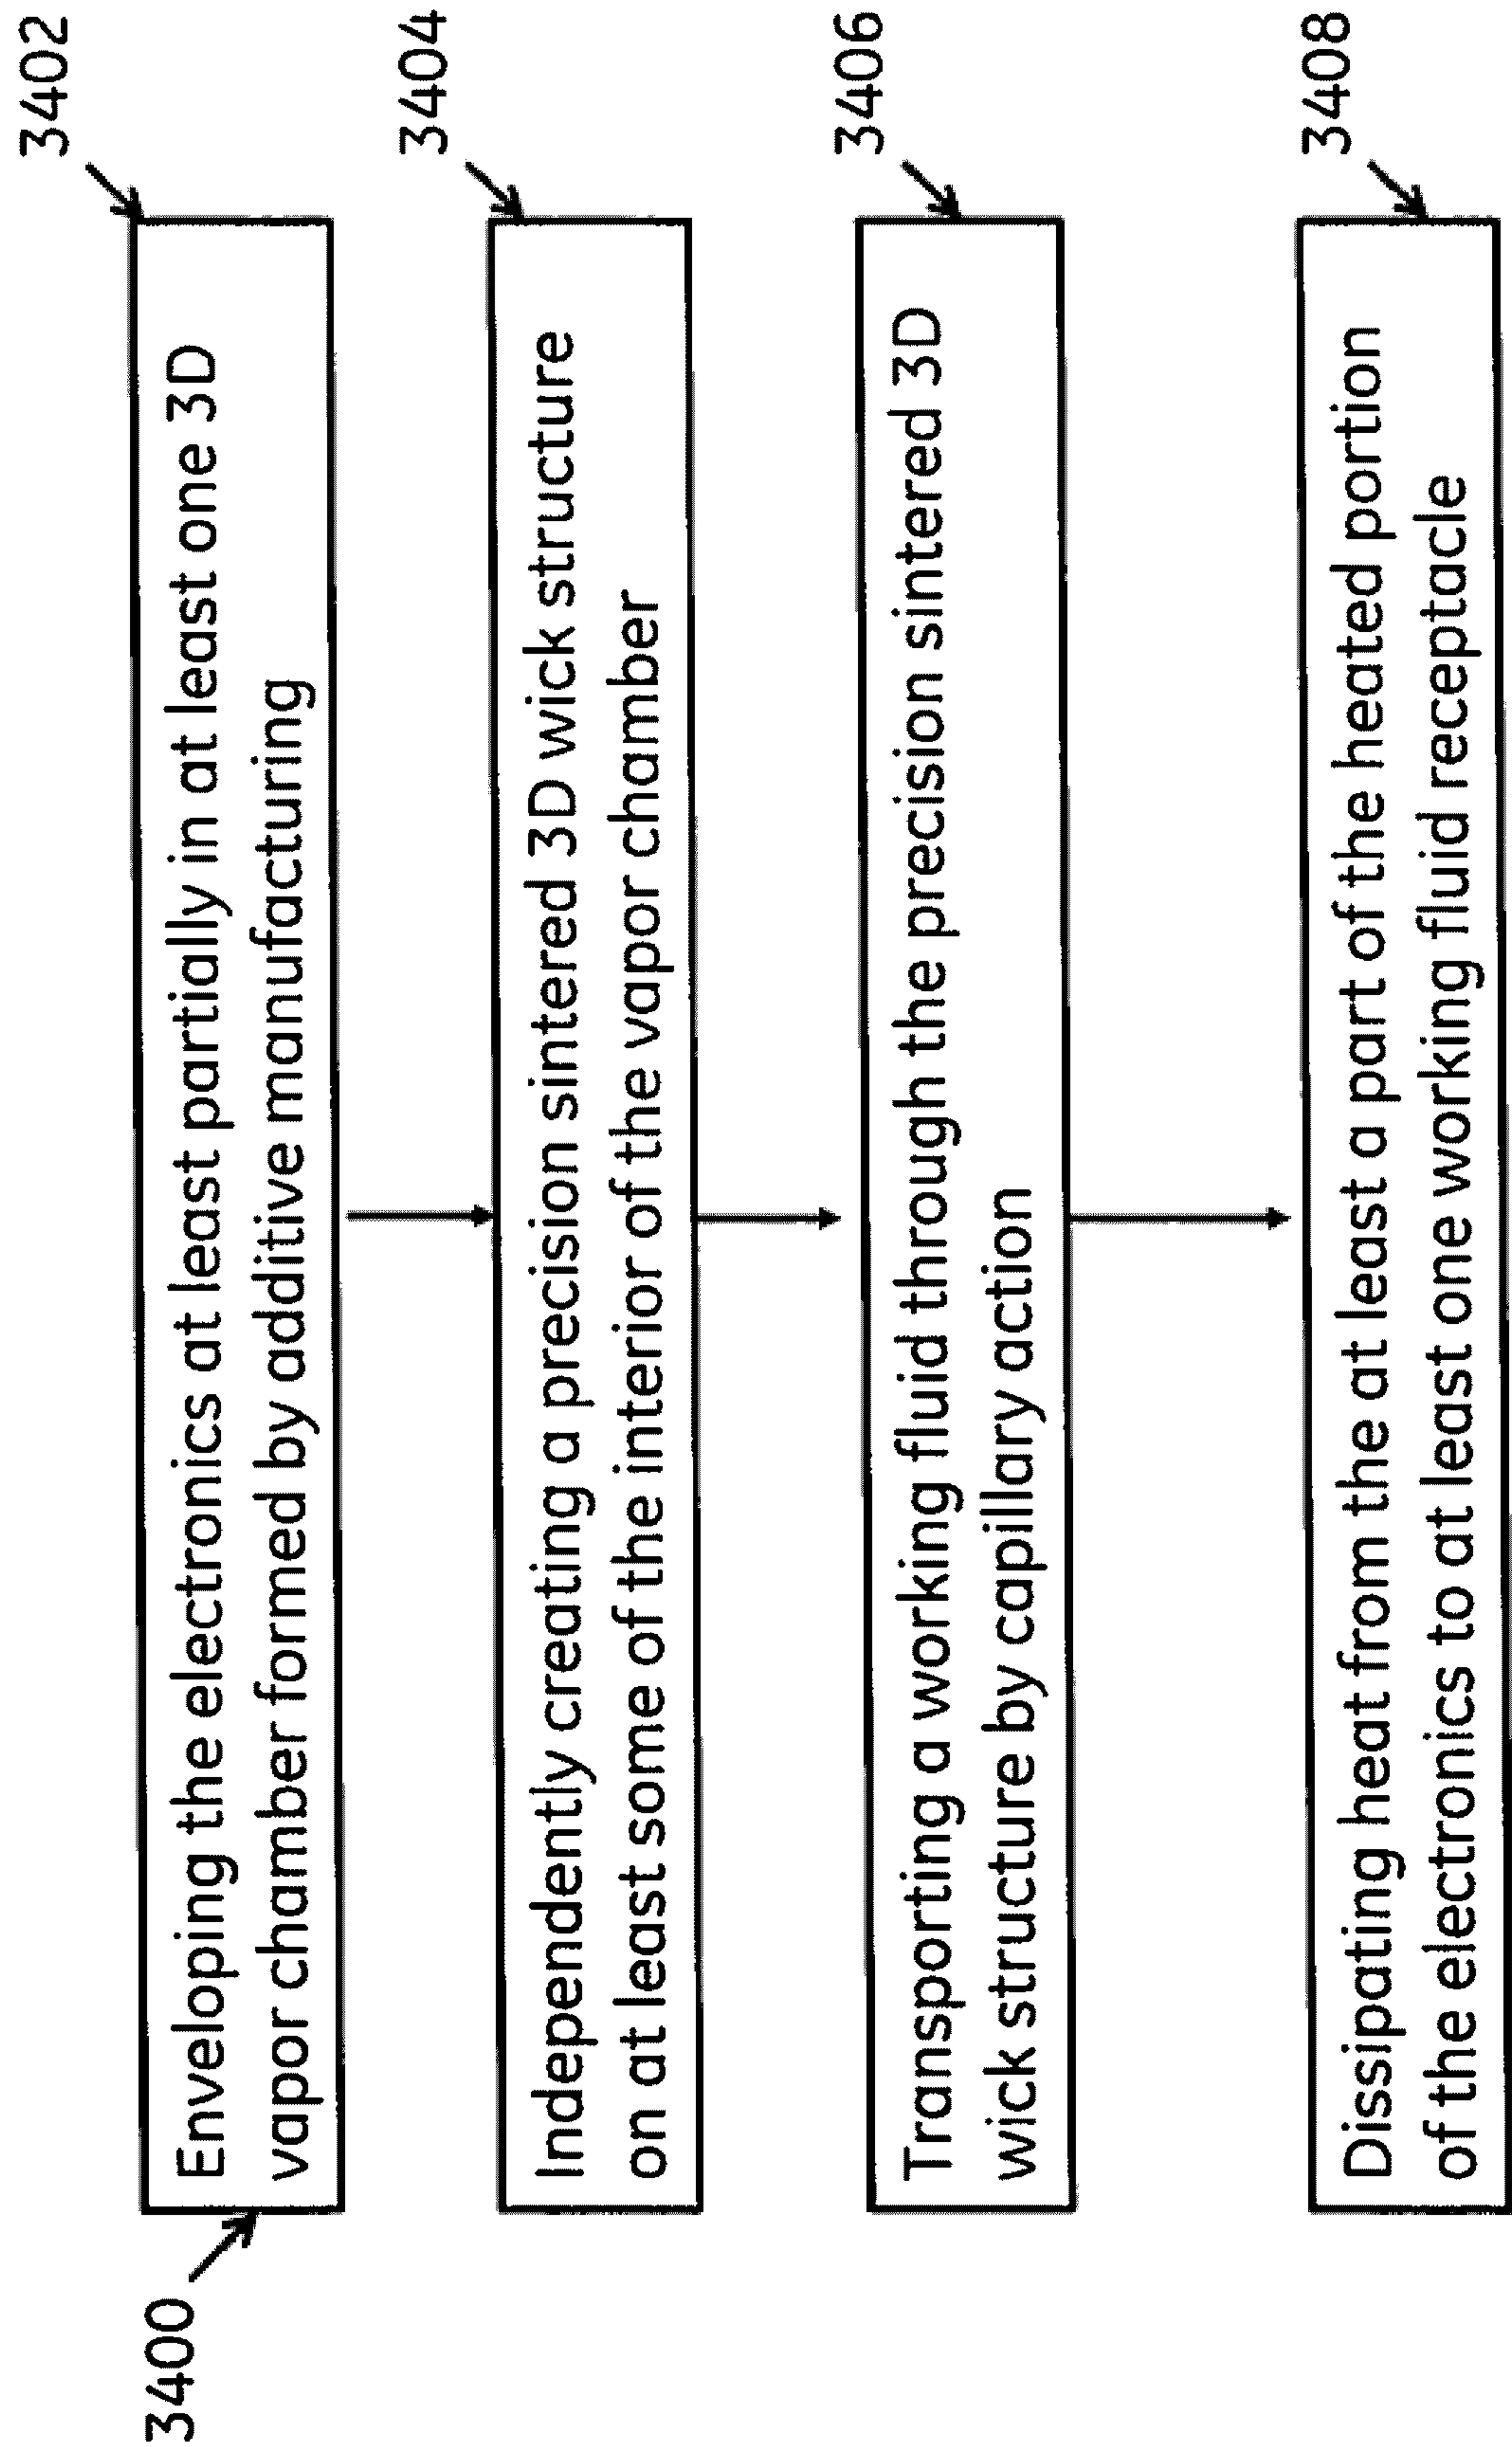 3400
3402
Enveloping the electronics at least partially in at least one 3D
vapor chamber formed by additive manufacturing
3404
Independently creating a precision sintered 3D wick structure
on at least some of the interior of the vapor chamber
3406
Transporting a working fluid through the precision sintered 3D
wick structure by capillary action
3408
Dissipating heat from the at least a part of the heated portion
of the electronics to at least one working fluid receptacle